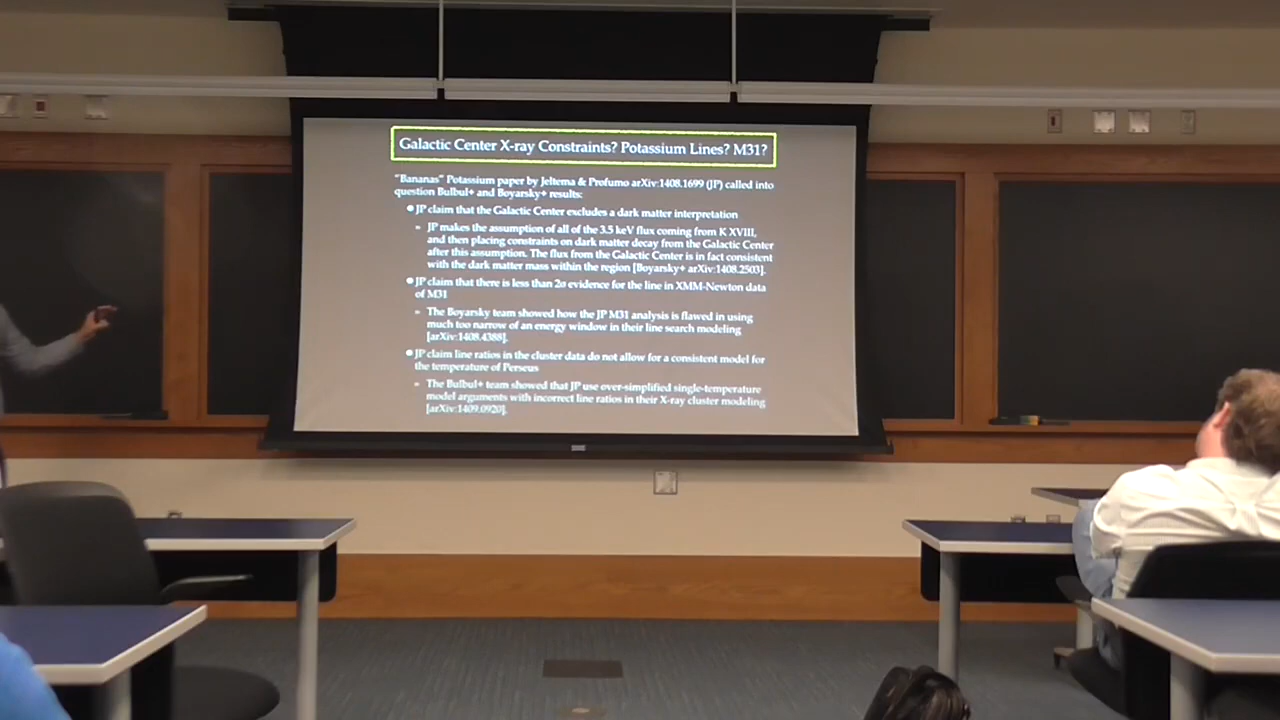 Galactic Center X-ray Constraints? Potassium Lines? M31?
"Bananas" Potassium paper by Jeltema & Profumo arXiv:1408.1699 (JP) called into
question Bulbul+ and Boyarsky+ results:
● JP claim that the Galactic Center excludes a dark matter interpretation
- JP makes the assumption of all of the 3.5 keV flux coming from K XVIII,
and then placing constraints on dark matter decay from the Galactic Center
after this assumption. The flux from the Galactic Center is in fact consistent
with the dark matter mass within the region [Boyarsky+ arXiv:1408.2503].
● JP claim that there is less than 2σ evidence for the line in XMM-Newton data
of M31
- The Boyarsky team showed how the JP M31 analysis is flawed in using
much too narrow of an energy window in their line search modeling
[arXiv:1408.4388].
● JP claim line ratios in the cluster data do not allow for a consistent model for
the temperature of Perseus
- The Bulbul+ team showed that JP use over-simplified single-temperature
model arguments with incorrect line ratios in their X-ray cluster modeling
[arXiv:1409.0920].